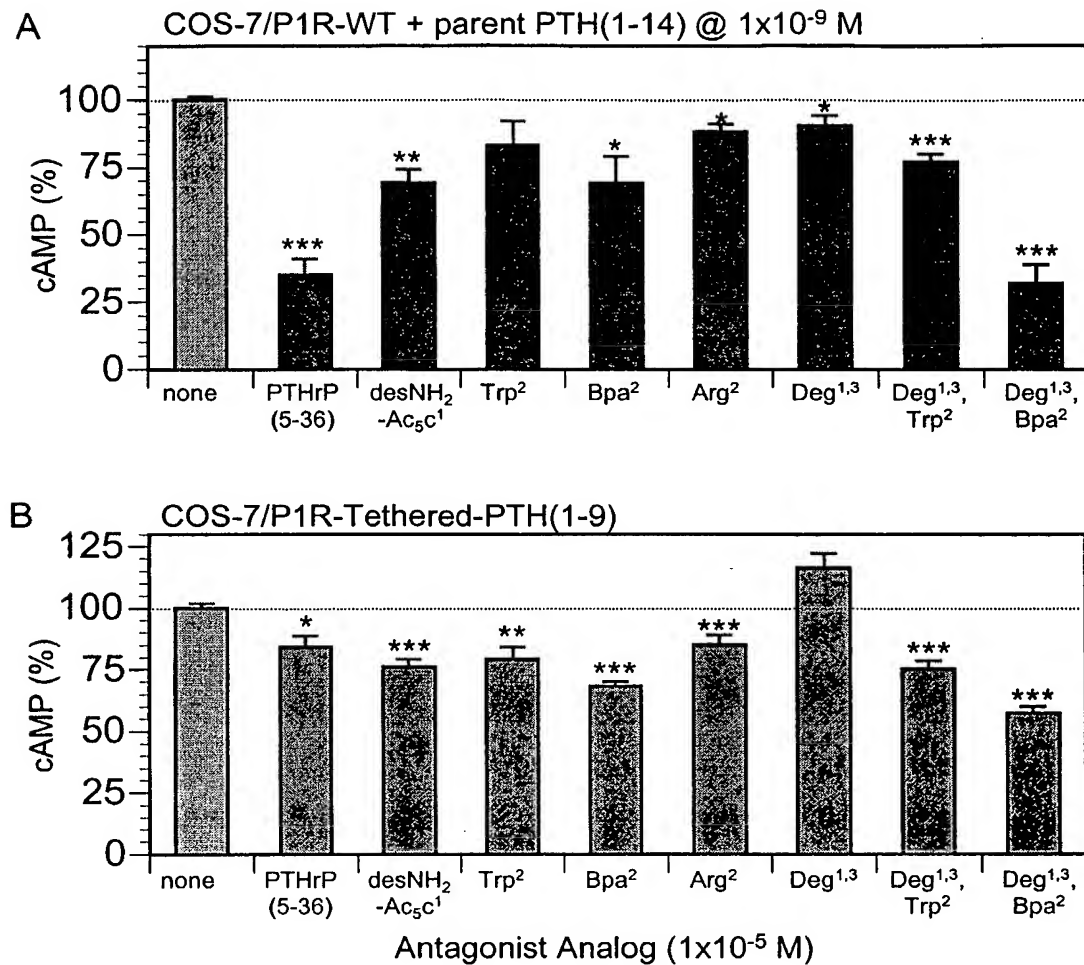 A
COS-7/P1R-WT + parent PTH(1-14) @ 1x10⁻⁹ M
cAMP (%)
100
75
50
25
0
***
**
*
*
*
***
***
none
PTHrP
(5-36)
desNH₂
-Ac₅c¹
Trp²
Bpa²
Arg²
Deg¹,³
Deg¹,³,
Trp²
Deg¹,³,
Bpa²
B
COS-7/P1R-Tethered-PTH(1-9)
cAMP (%)
125
100
75
50
25
0
*
***
**
***
***
***
***
none
PTHrP
(5-36)
desNH₂
-Ac₅c¹
Trp²
Bpa²
Arg²
Deg¹,³
Deg¹,³,
Trp²
Deg¹,³,
Bpa²
Antagonist Analog (1x10⁻⁵ M)